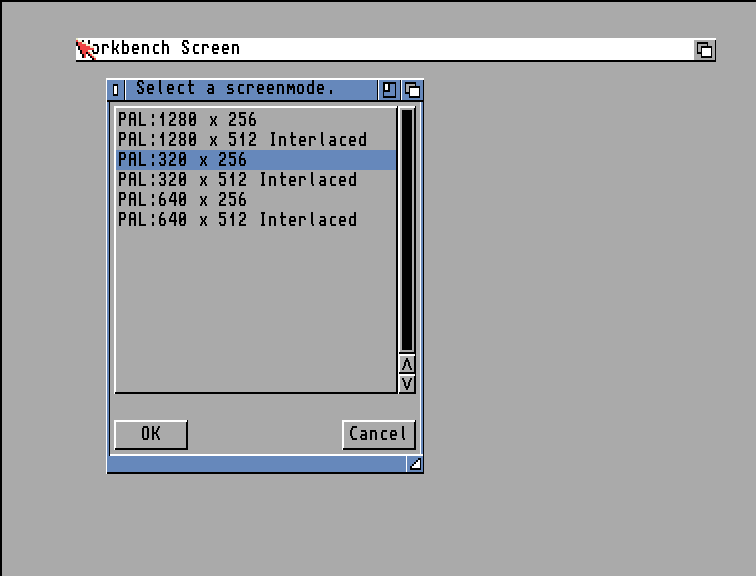 orkbench Screen
Select a screenmode.
PAL:1280 x 256
PAL:1280 x 512 Interlaced
PAL:320 x 256
PAL:320 x 512 Interlaced
PAL:640 x 256
PAL:640 x 512 Interlaced
OK
Cancel